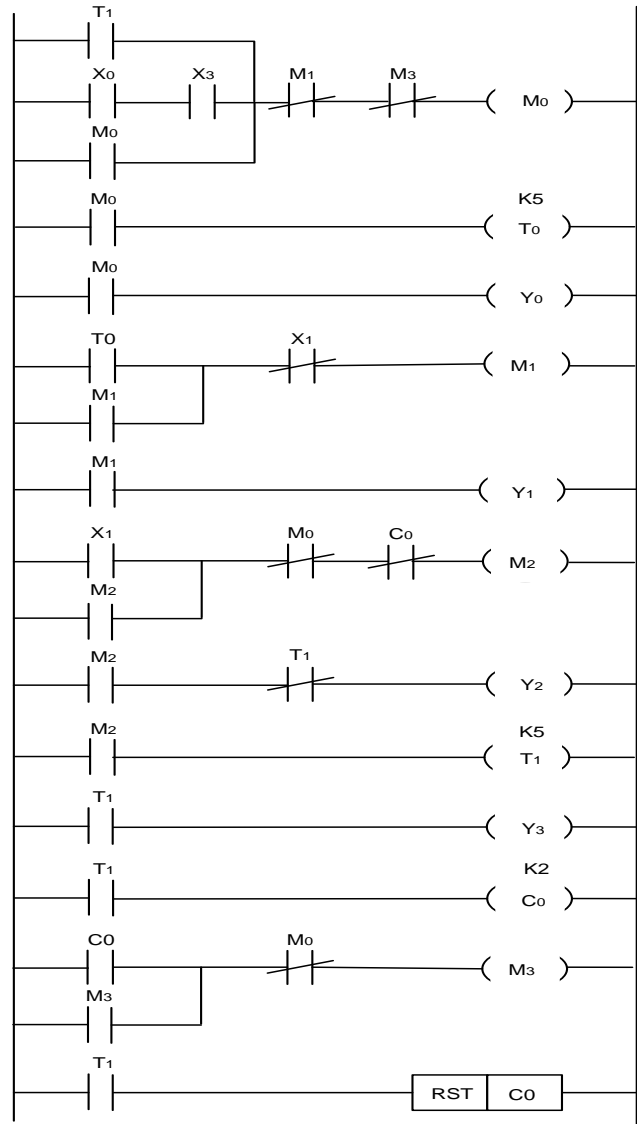 T1
X0 X3 M1 M3 M0
M0
M0 K5
T0
M0 Y0
T0 X1 M1
M1
M1 Y1
X1 M0 C0 M2
M2
M2 T1 Y2
M2 K5
T1
T1 Y3
T1 K2
C0
C0 M0 M3
M3
T1 RST C0